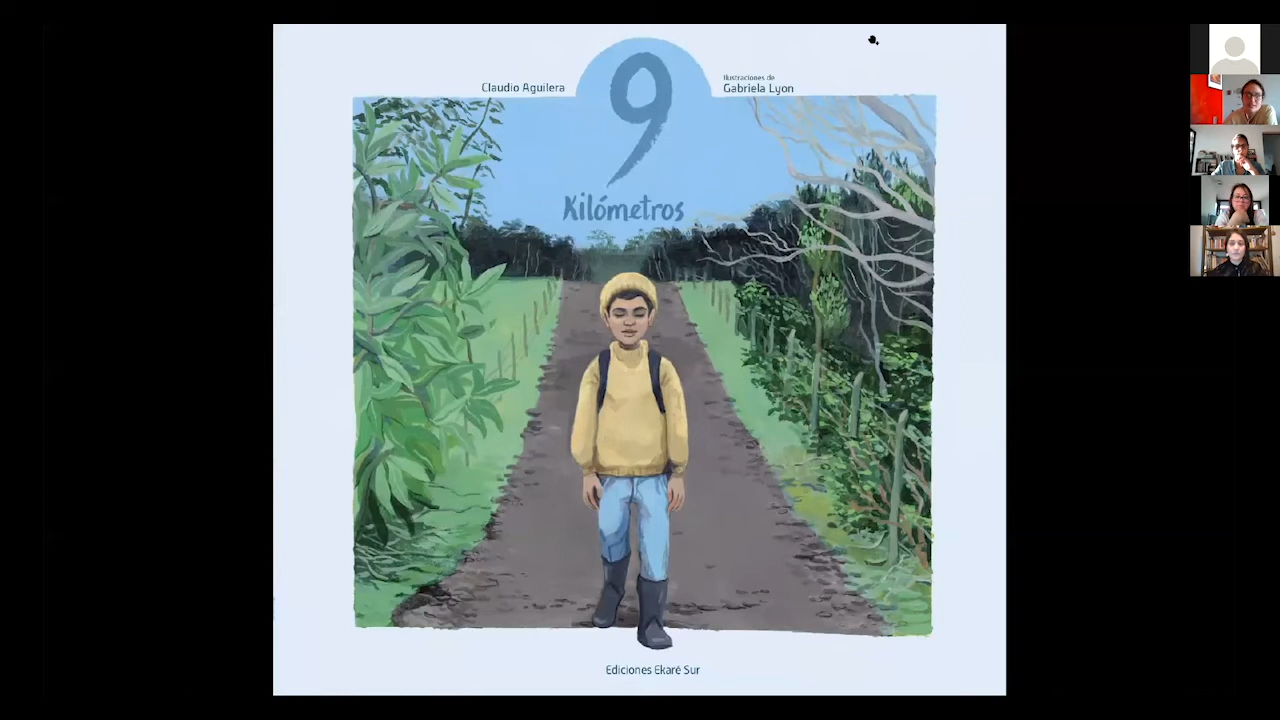 9
Claudio Aguilera
Ilustraciones de
Gabriela Lyon
Kilómetros
Ediciones Ekaré Sur